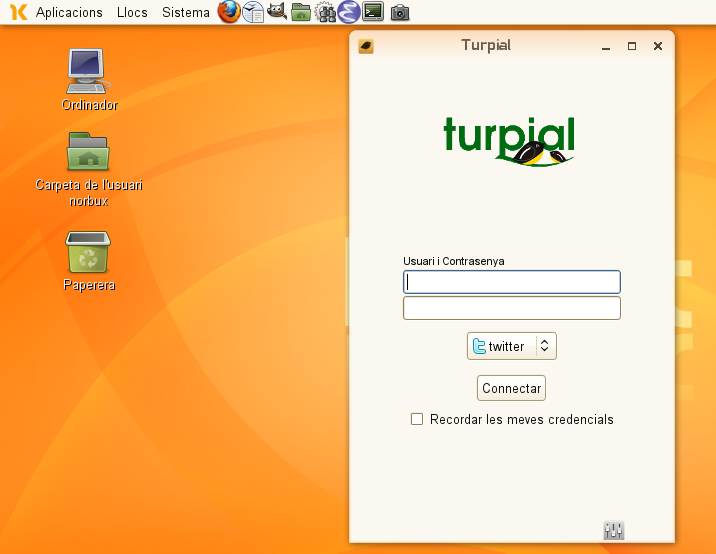 Aplicacions Llocs Sistema
Ordinador
Carpeta de l'usuari
norbux
Paperera
Turpial
turpial
Usuari i Contrasenya
twitter
Connectar
Recordar les meves credencials